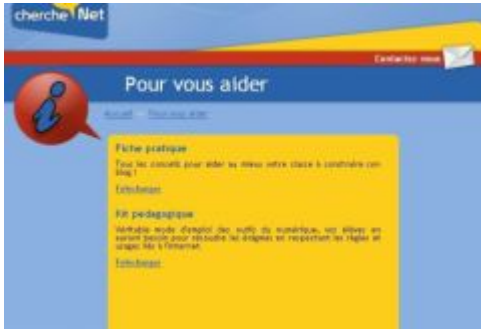 cherche Net
Contactez nous
Pour vous aider
Accueil Pour vous aider
Fiche pratique
Tous les conseils pour aider au mieux votre classe à construire son
blog !
Télécharger
Kit pédagogique
Véritable mode d'emploi des outils du numérique, vos élèves en
auront besoin pour résoudre les énigmes en respectant les règles et
usages liés à l'internet.
Télécharger